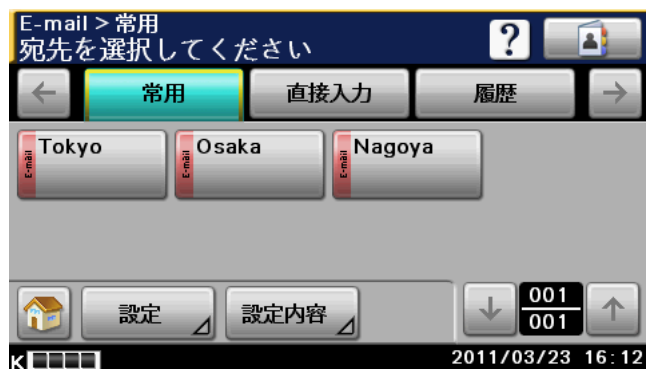 E-mail > 常用
宛先を選択してください
?
← 常用 直接入力 履歴 →
E-mail Tokyo E-mail Osaka E-mail Nagoya
設定 設定内容 ↓ 001 ↑
001
K 2011/03/23 16:12